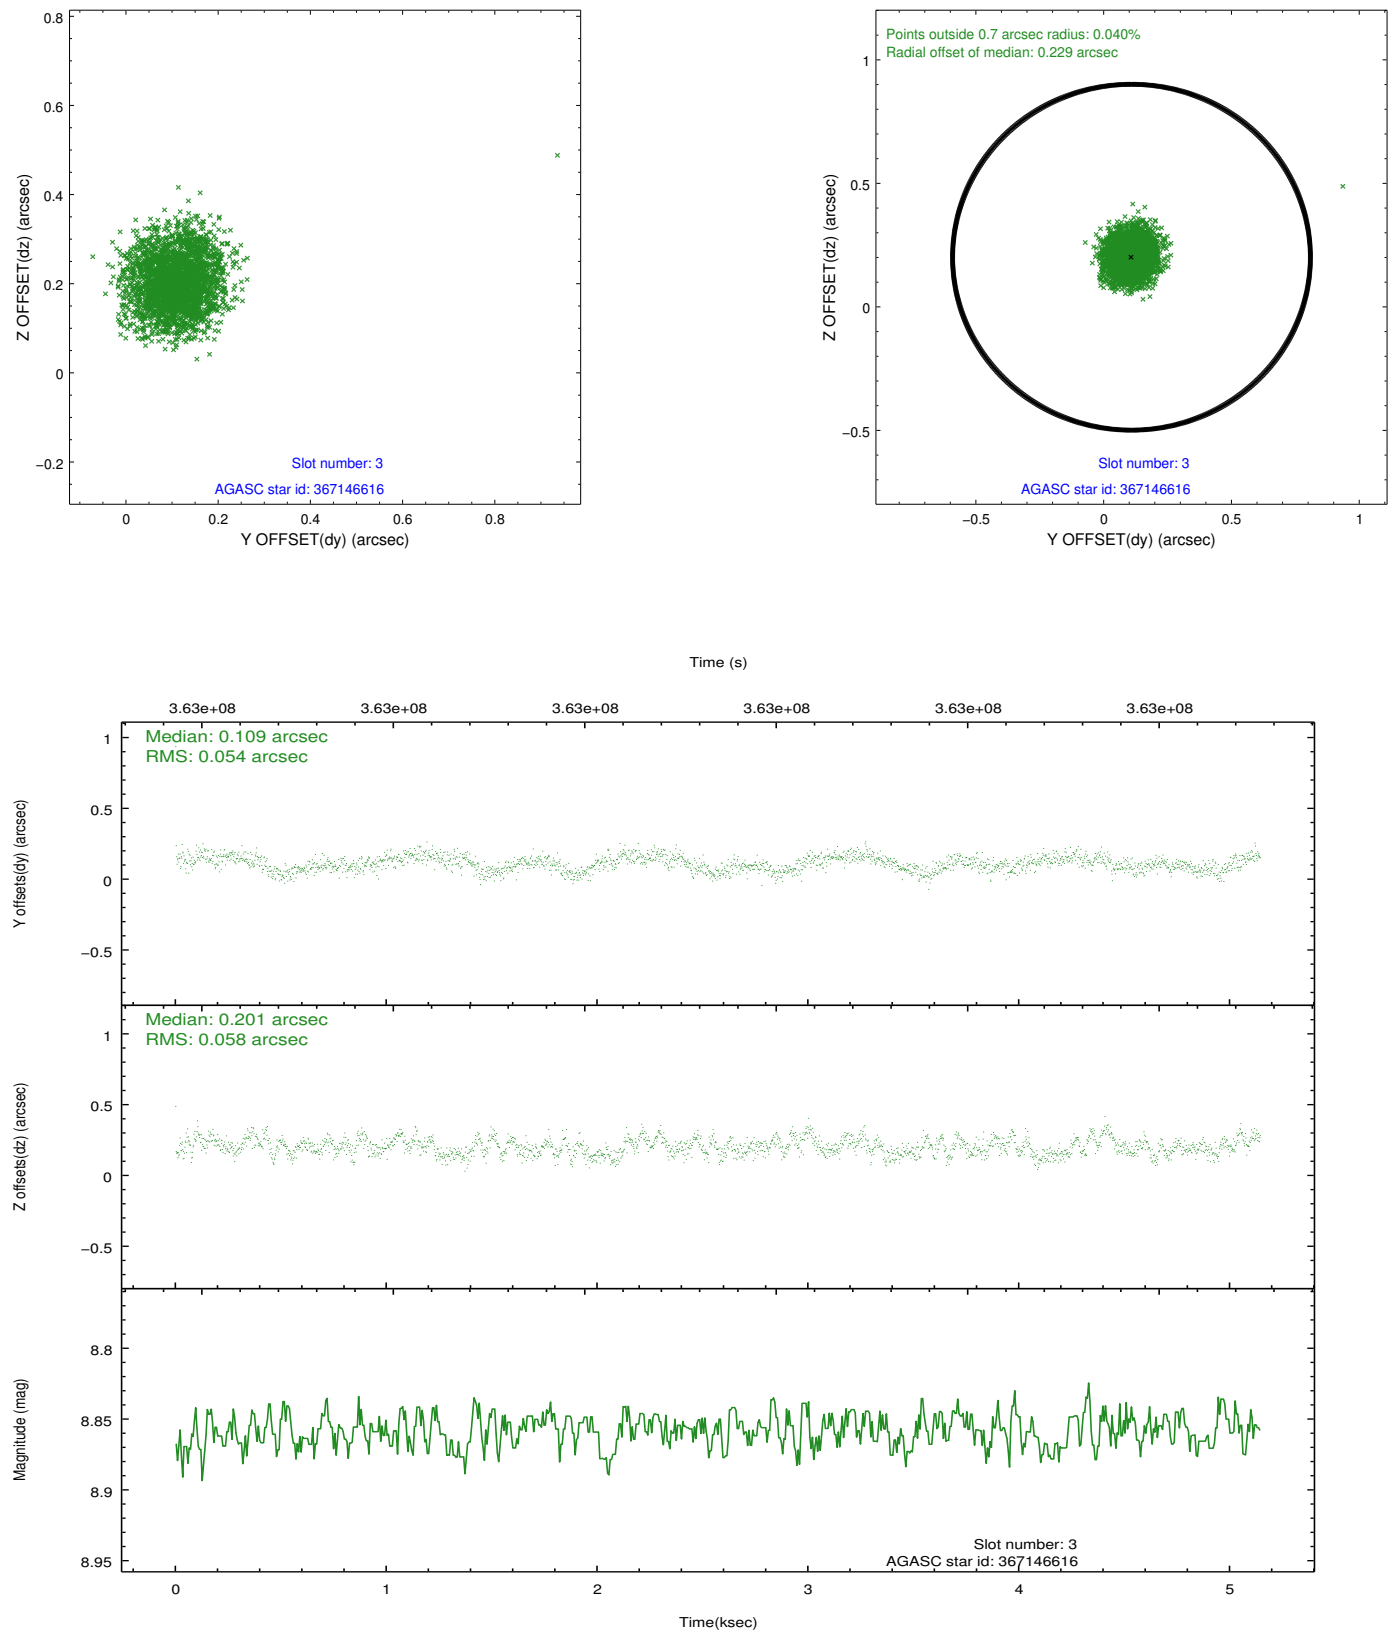 0.8
0.6
0.4
0.2
0
−0.2
Z OFFSET(dz) (arcsec)
Slot number: 3
AGASC star id: 367146616
0 0.2 0.4 0.6 0.8
Y OFFSET(dy) (arcsec)
Points outside 0.7 arcsec radius: 0.040%
Radial offset of median: 0.229 arcsec
1
0.5
0
−0.5
Z OFFSET(dz) (arcsec)
Slot number: 3
AGASC star id: 367146616
−0.5 0 0.5 1
Y OFFSET(dy) (arcsec)
Time (s)
3.63e+08 3.63e+08 3.63e+08 3.63e+08 3.63e+08 3.63e+08
Median: 0.109 arcsec
RMS: 0.054 arcsec
1
0.5
0
−0.5
Y offsets(dy) (arcsec)
Median: 0.201 arcsec
RMS: 0.058 arcsec
1
0.5
0
−0.5
Z offsets(dz) (arcsec)
8.8
8.85
8.9
8.95
Magnitude (mag)
Slot number: 3
AGASC star id: 367146616
0 1 2 3 4 5
Time(ksec)